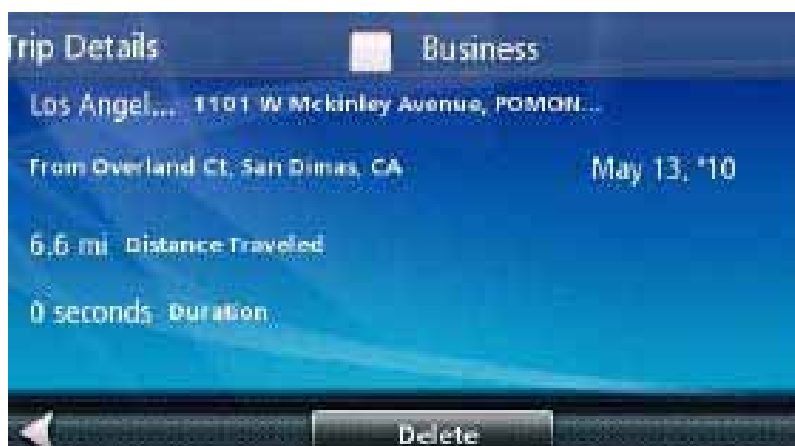 Trip Details Business
Los Angel... 1101 W Mckinley Avenue, POMON...
From Overland Ct, San Dimas, CA May 13, '10
6.6 mi Distance Traveled
0 seconds Duration
Delete